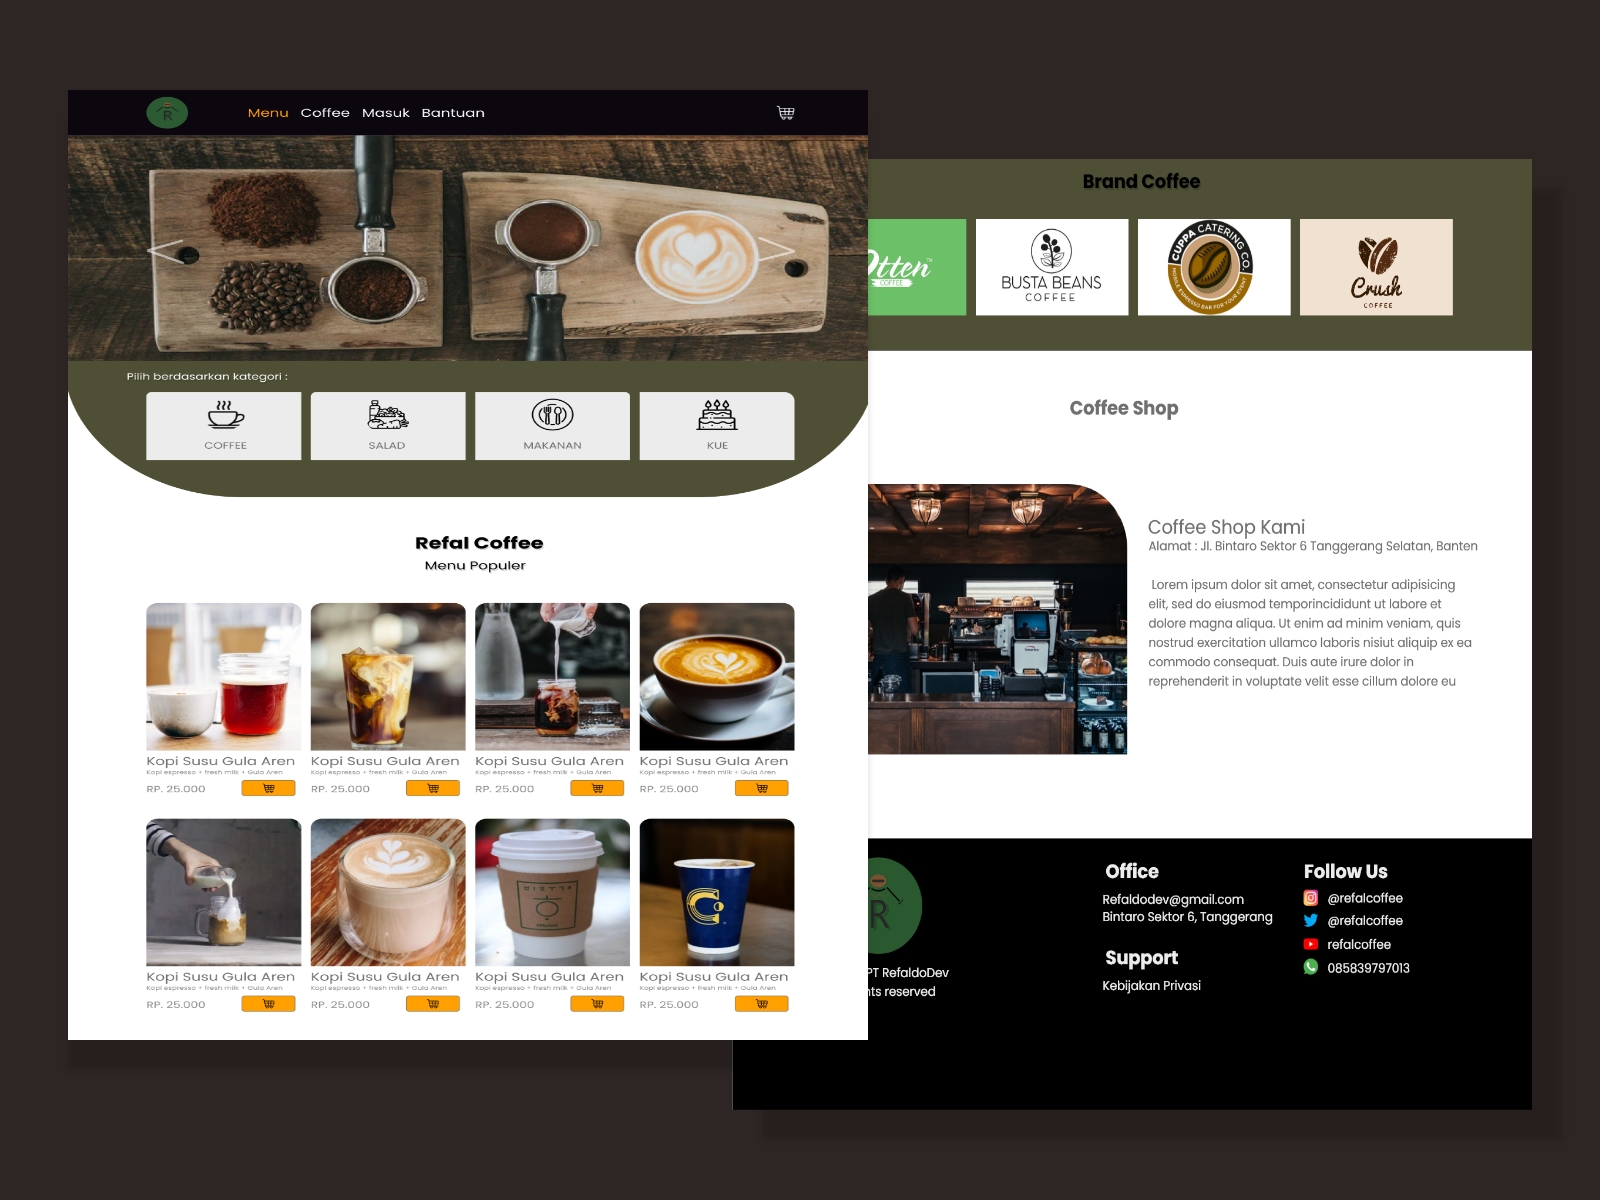 R
Menu Coffee Masuk Bantuan
Pilih berdasarkan kategori :
COFFEE
SALAD
MAKANAN
KUE
Refal Coffee
Menu Populer
Kopi Susu Gula Aren
Kopi espresso + fresh milk + Gula Aren
RP. 25.000
Kopi Susu Gula Aren
Kopi espresso + fresh milk + Gula Aren
RP. 25.000
Kopi Susu Gula Aren
Kopi espresso + fresh milk + Gula Aren
RP. 25.000
Kopi Susu Gula Aren
Kopi espresso + fresh milk + Gula Aren
RP. 25.000
Kopi Susu Gula Aren
Kopi espresso + fresh milk + Gula Aren
RP. 25.000
Kopi Susu Gula Aren
Kopi espresso + fresh milk + Gula Aren
RP. 25.000
Kopi Susu Gula Aren
Kopi espresso + fresh milk + Gula Aren
RP. 25.000
Kopi Susu Gula Aren
Kopi espresso + fresh milk + Gula Aren
RP. 25.000
Brand Coffee
Otten
COFFEE
BUSTA BEANS
COFFEE
CUPPA CATERING CO
MOBILE ESPRESSO BAR FOR YOUR EVENT
Crush
COFFEE
Coffee Shop
Coffee Shop Kami
Alamat : Jl. Bintaro Sektor 6 Tanggerang Selatan, Banten
Lorem ipsum dolor sit amet, consectetur adipisicing
elit, sed do eiusmod temporincididunt ut labore et
dolore magna aliqua. Ut enim ad minim veniam, quis
nostrud exercitation ullamco laboris nisiut aliquip ex ea
commodo consequat. Duis aute irure dolor in
reprehenderit in voluptate velit esse cillum dolore eu
R
PT RefaldoDev
nts reserved
Office
Refaldodev@gmail.com
Bintaro Sektor 6, Tanggerang
Support
Kebijakan Privasi
Follow Us
@refalcoffee
@refalcoffee
refalcoffee
085839797013